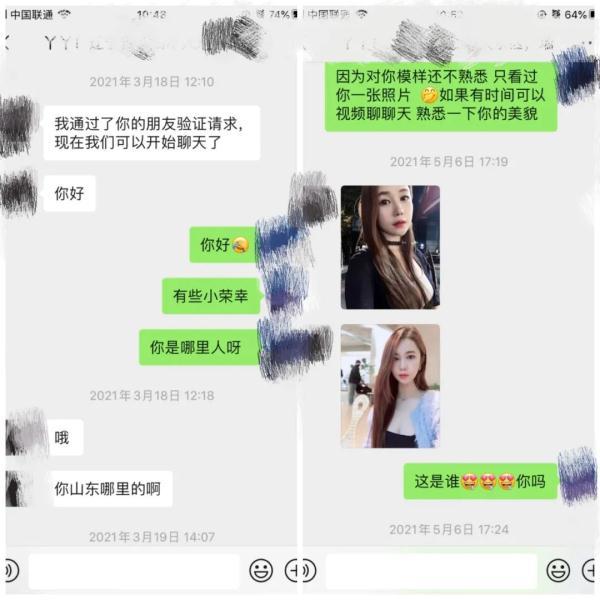 中国联通
74%
2021年3月18日 12:10
我通过了你的朋友验证请求，
现在我们可以开始聊天了
你好
你好
有些小荣幸
你是哪里人呀
2021年3月18日 12:18
哦
你山东哪里的啊
2021年3月19日 14:07
中国联通
64%
因为对你模样还不熟悉 只看过
你一张照片 如果有时间可以
视频聊聊天 熟悉一下你的美貌
2021年5月6日 17:19
这是谁你吗
2021年5月6日 17:24